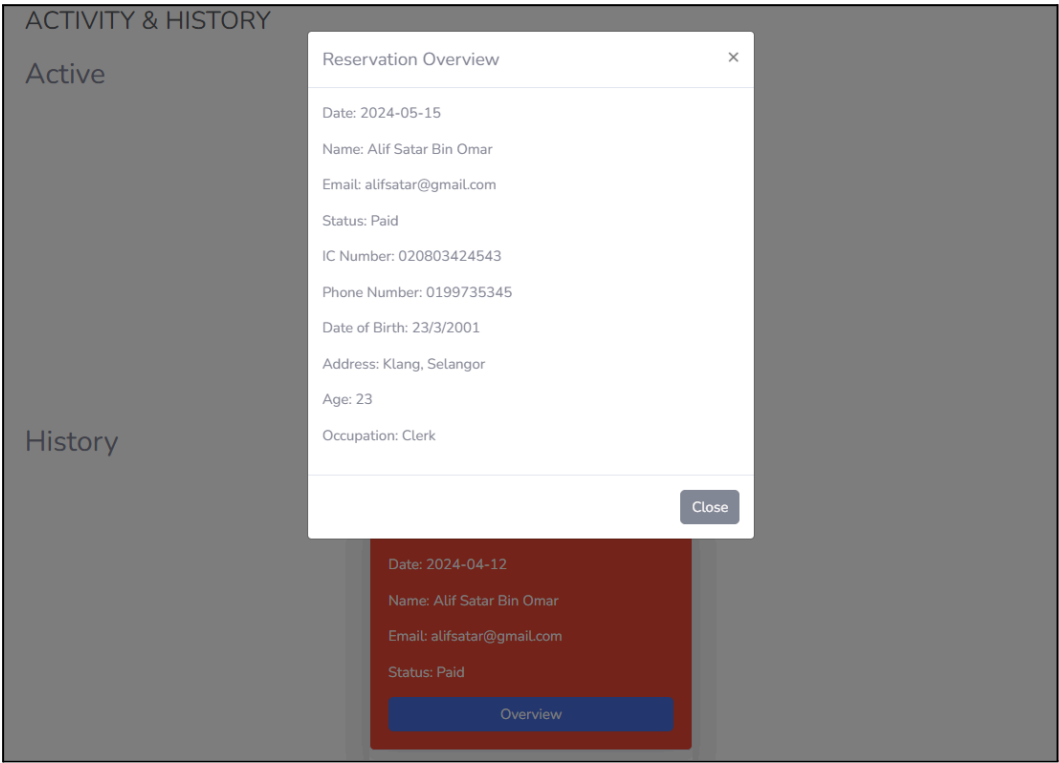 ACTIVITY & HISTORY
Active
Reservation Overview
×
Date: 2024-05-15
Name: Alif Satar Bin Omar
Email: alifsatar@gmail.com
Status: Paid
IC Number: 020803424543
Phone Number: 0199735345
Date of Birth: 23/3/2001
Address: Klang, Selangor
Age: 23
Occupation: Clerk
Close
History
Date: 2024-04-12
Name: Alif Satar Bin Omar
Email: alifsatar@gmail.com
Status: Paid
Overview